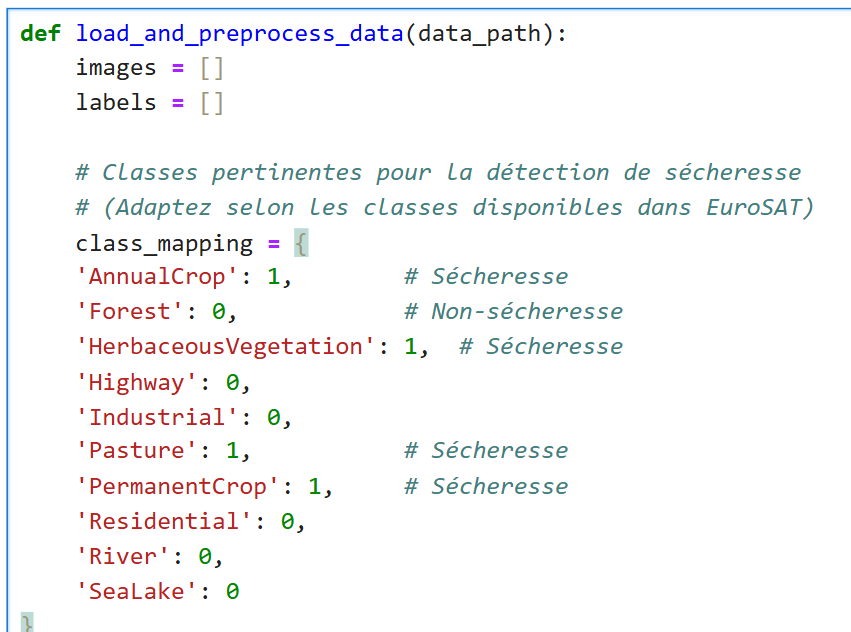 def load_and_preprocess_data(data_path):
    images = []
    labels = []

    # Classes pertinentes pour la détection de sécheresse
    # (Adaptez selon les classes disponibles dans EuroSAT)
    class_mapping = {
    'AnnualCrop': 1,        # Sécheresse
    'Forest': 0,            # Non-sécheresse
    'HerbaceousVegetation': 1,  # Sécheresse
    'Highway': 0,
    'Industrial': 0,
    'Pasture': 1,           # Sécheresse
    'PermanentCrop': 1,     # Sécheresse
    'Residential': 0,
    'River': 0,
    'SeaLake': 0
}